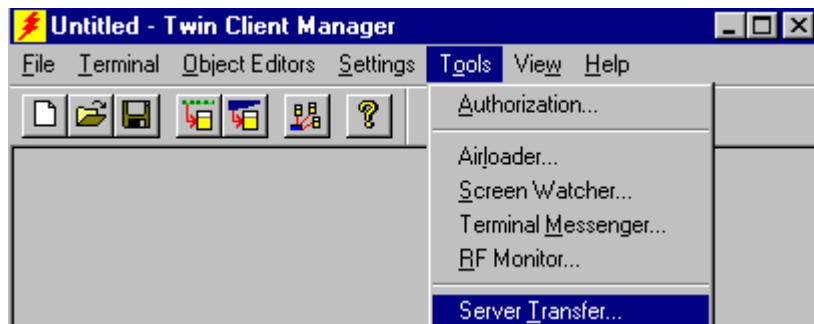 Untitled - Twin Client Manager
File Terminal Object Editors Settings Tools View Help
Authorization...
Airloader...
Screen Watcher...
Terminal Messenger...
RF Monitor...
Server Transfer...